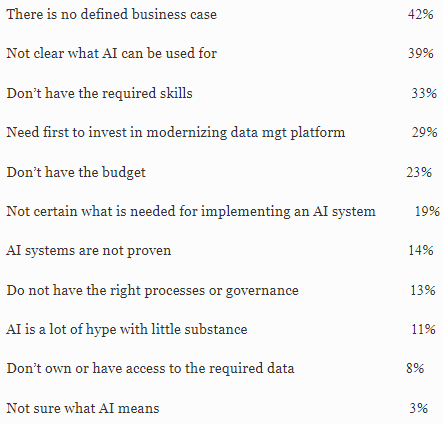 There is no defined business case 42%
Not clear what AI can be used for 39%
Don’t have the required skills 33%
Need first to invest in modernizing data mgt platform 29%
Don’t have the budget 23%
Not certain what is needed for implementing an AI system 19%
AI systems are not proven 14%
Do not have the right processes or governance 13%
AI is a lot of hype with little substance 11%
Don’t own or have access to the required data 8%
Not sure what AI means 3%